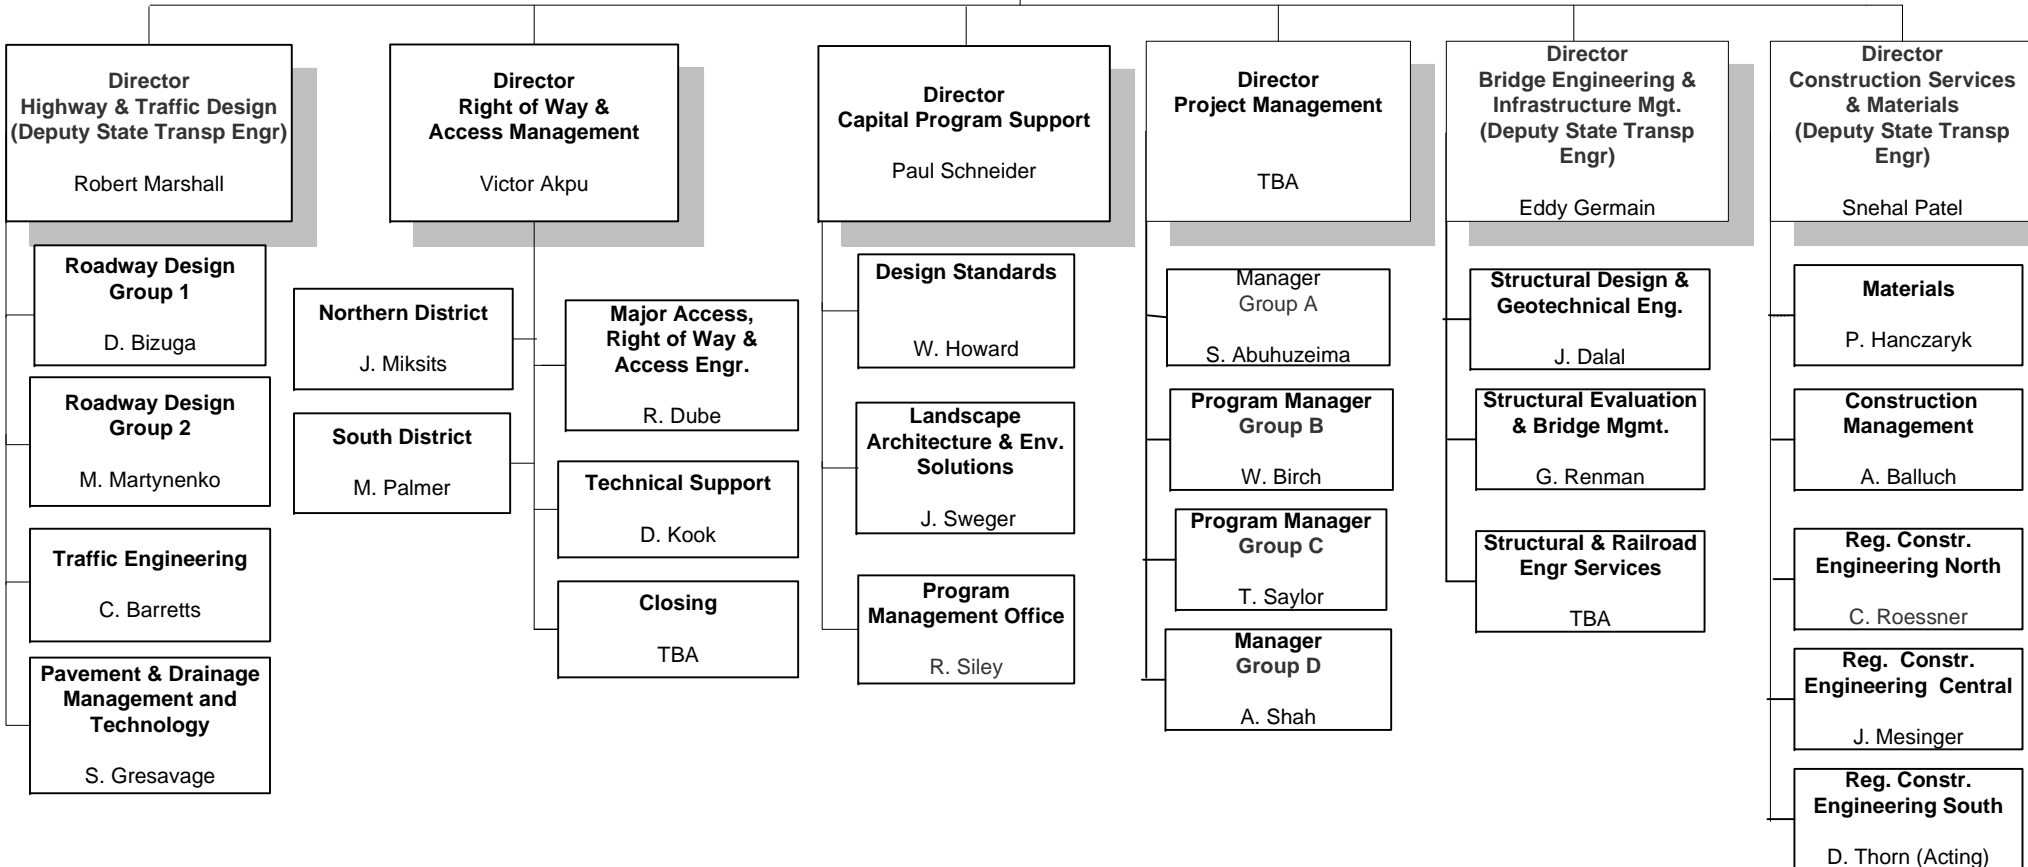 Director
Highway & Traffic Design
(Deputy State Transp Engr)
Robert Marshall
Roadway Design
Group 1
D. Bizuga
Roadway Design
Group 2
M. Martynenko
Traffic Engineering
C. Barretts
Pavement & Drainage
Management and
Technology
S. Gresavage
Director
Right of Way &
Access Management
Victor Akpu
Northern District
J. Miksits
South District
M. Palmer
Major Access,
Right of Way &
Access Engr.
R. Dube
Technical Support
D. Kook
Closing
TBA
Director
Capital Program Support
Paul Schneider
Design Standards
W. Howard
Landscape
Architecture & Env.
Solutions
J. Sweger
Program
Management Office
R. Siley
Director
Project Management
TBA
Manager
Group A
S. Abuhuzeima
Program Manager
Group B
W. Birch
Program Manager
Group C
T. Saylor
Manager
Group D
A. Shah
Director
Bridge Engineering &
Infrastructure Mgt.
(Deputy State Transp
Engr)
Eddy Germain
Structural Design &
Geotechnical Eng.
J. Dalal
Structural Evaluation
& Bridge Mgmt.
G. Renman
Structural & Railroad
Engr Services
TBA
Director
Construction Services
& Materials
(Deputy State Transp
Engr)
Snehal Patel
Materials
P. Hanczaryk
Construction
Management
A. Balluch
Reg. Constr.
Engineering North
C. Roessner
Reg. Constr.
Engineering Central
J. Mesinger
Reg. Constr.
Engineering South
D. Thorn (Acting)